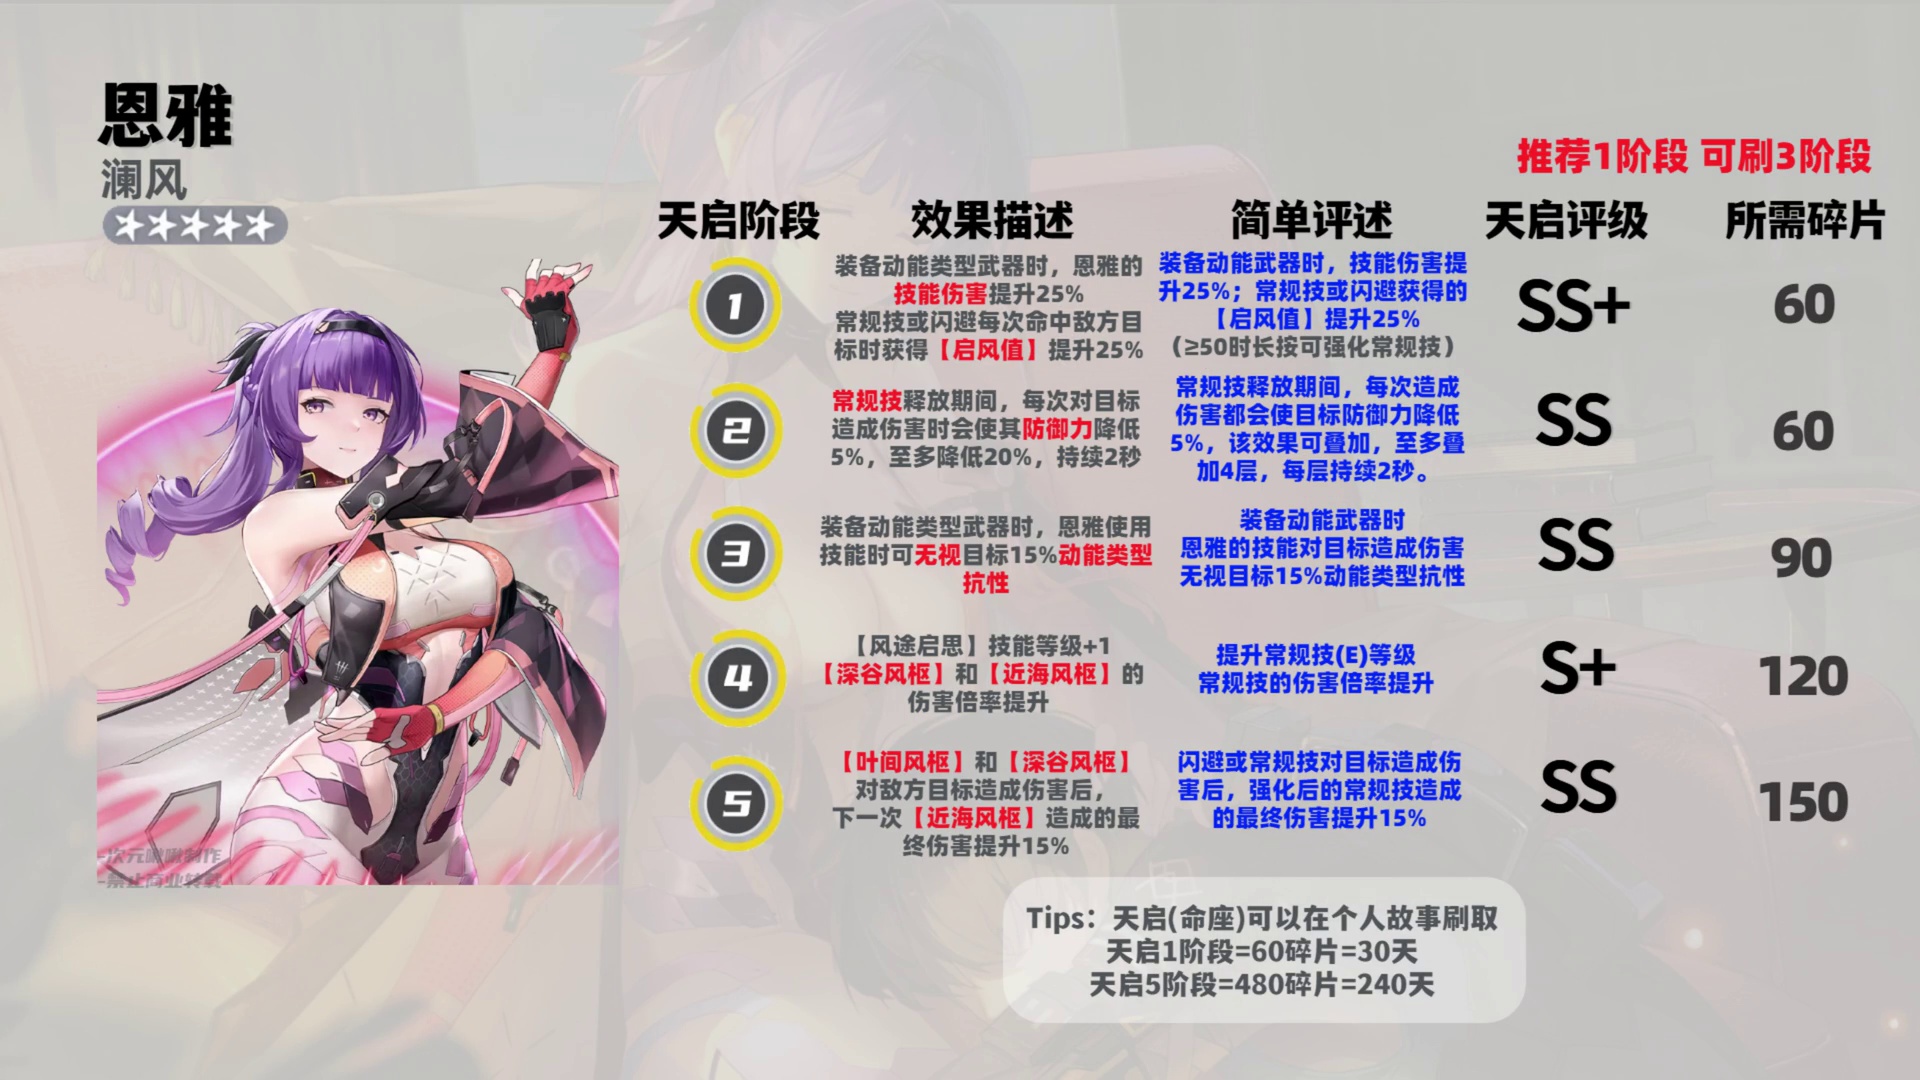 恩雅
澜风
推荐1阶段 可刷3阶段
天启阶段
效果描述
简单评述
天启评级
所需碎片
1
装备动能类型武器时，恩雅的
技能伤害提升25%
常规技或闪避每次命中敌方目
标时获得【启风值】提升25%
装备动能武器时，技能伤害提
升25%；常规技或闪避获得的
【启风值】提升25%
（≥50时长按可强化常规技）
SS+
60
2
常规技释放期间，每次对目标
造成伤害时会使其防御力降低
5%，至多降低20%，持续2秒
常规技释放期间，每次造成
伤害都会使目标防御力降低
5%，该效果可叠加，至多叠
加4层，每层持续2秒。
SS
60
3
装备动能类型武器时，恩雅使用
技能时可无视目标15%动能类型
抗性
装备动能武器时
恩雅的技能对目标造成伤害
无视目标15%动能类型抗性
SS
90
4
【风途启思】技能等级+1
【深谷风枢】和【近海风枢】的
伤害倍率提升
提升常规技(E)等级
常规技的伤害倍率提升
S+
120
5
【叶间风枢】和【深谷风枢】
对敌方目标造成伤害后，
下一次【近海风枢】造成的最
终伤害提升15%
闪避或常规技对目标造成伤
害后，强化后的常规技造成
的最终伤害提升15%
SS
150
-次元啾啾制作
-禁止商业转载
Tips：天启(命座)可以在个人故事刷取
天启1阶段=60碎片=30天
天启5阶段=480碎片=240天